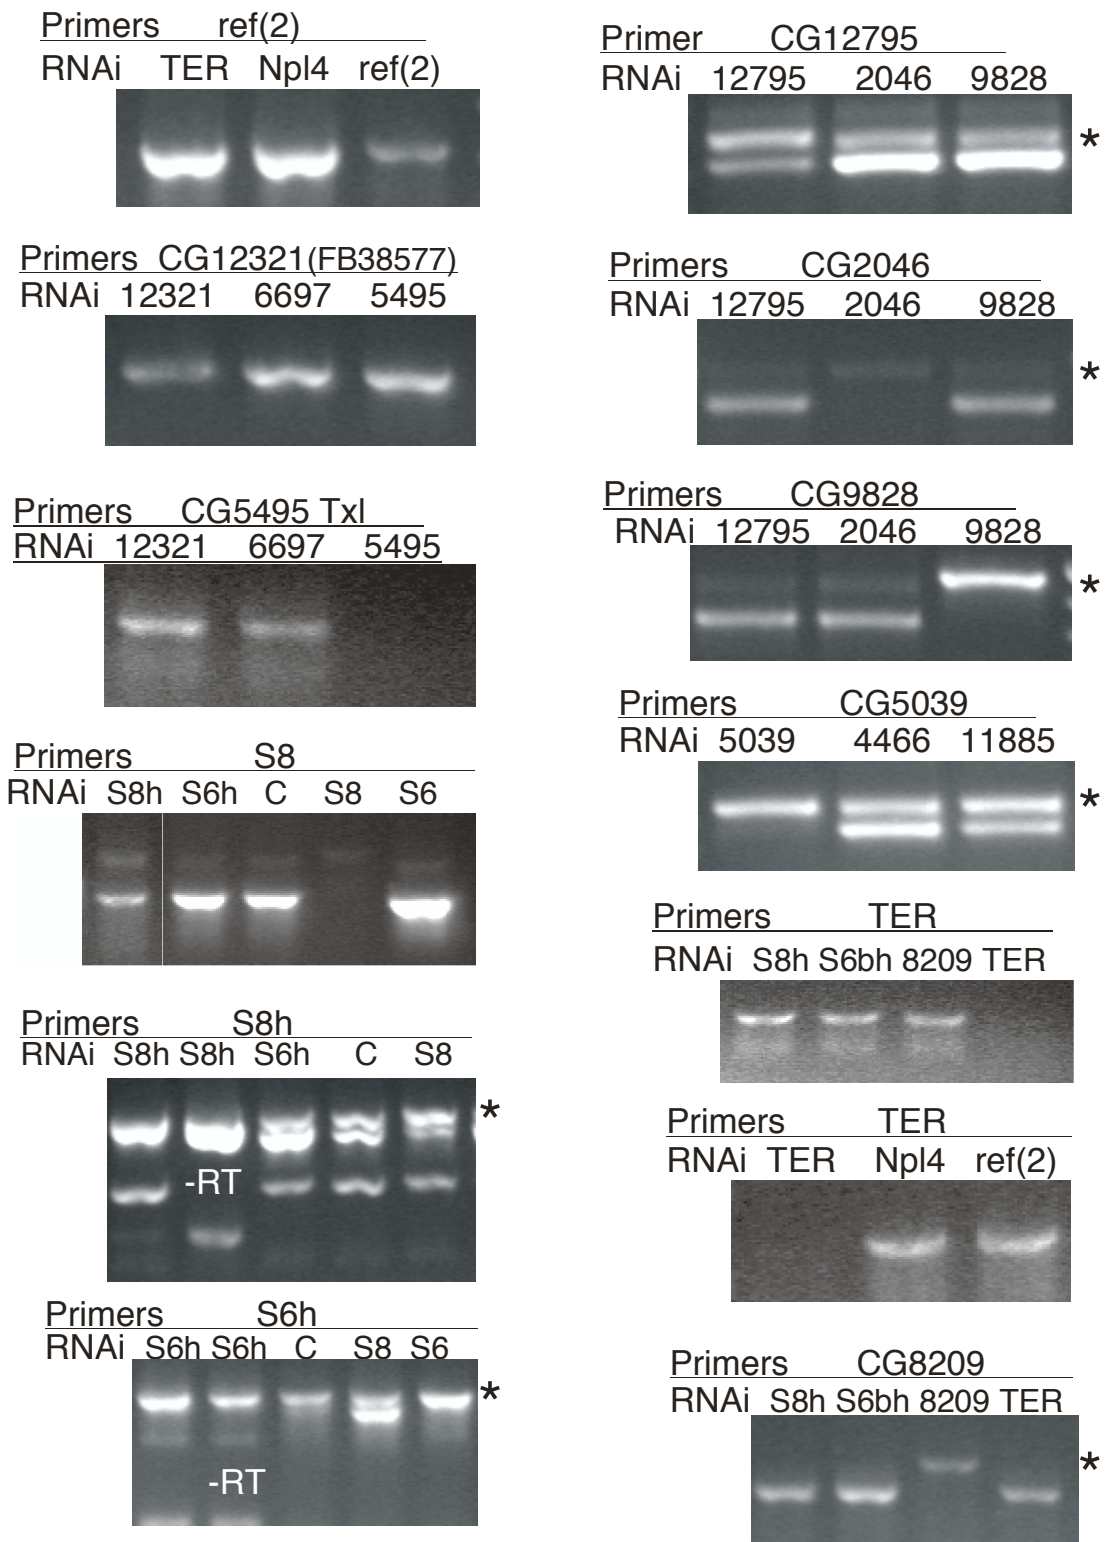 Primers ref(2)
RNAi TER Npl4 ref(2)
Primers CG12321(FB38577)
RNAi 12321 6697 5495
Primers CG5495 Txl
RNAi 12321 6697 5495
Primers S8
RNAi S8h S6h C S8 S6
Primers S8h
RNAi S8h S8h S6h C S8
*
-RT
Primers S6h
RNAi S6h S6h C S8 S6
*
-RT
Primer CG12795
RNAi 12795 2046 9828
*
Primers CG2046
RNAi 12795 2046 9828
*
Primers CG9828
RNAi 12795 2046 9828
*
Primers CG5039
RNAi 5039 4466 11885
*
Primers TER
RNAi S8h S6bh 8209 TER
Primers TER
RNAi TER Npl4 ref(2)
Primers CG8209
RNAi S8h S6bh 8209 TER
*